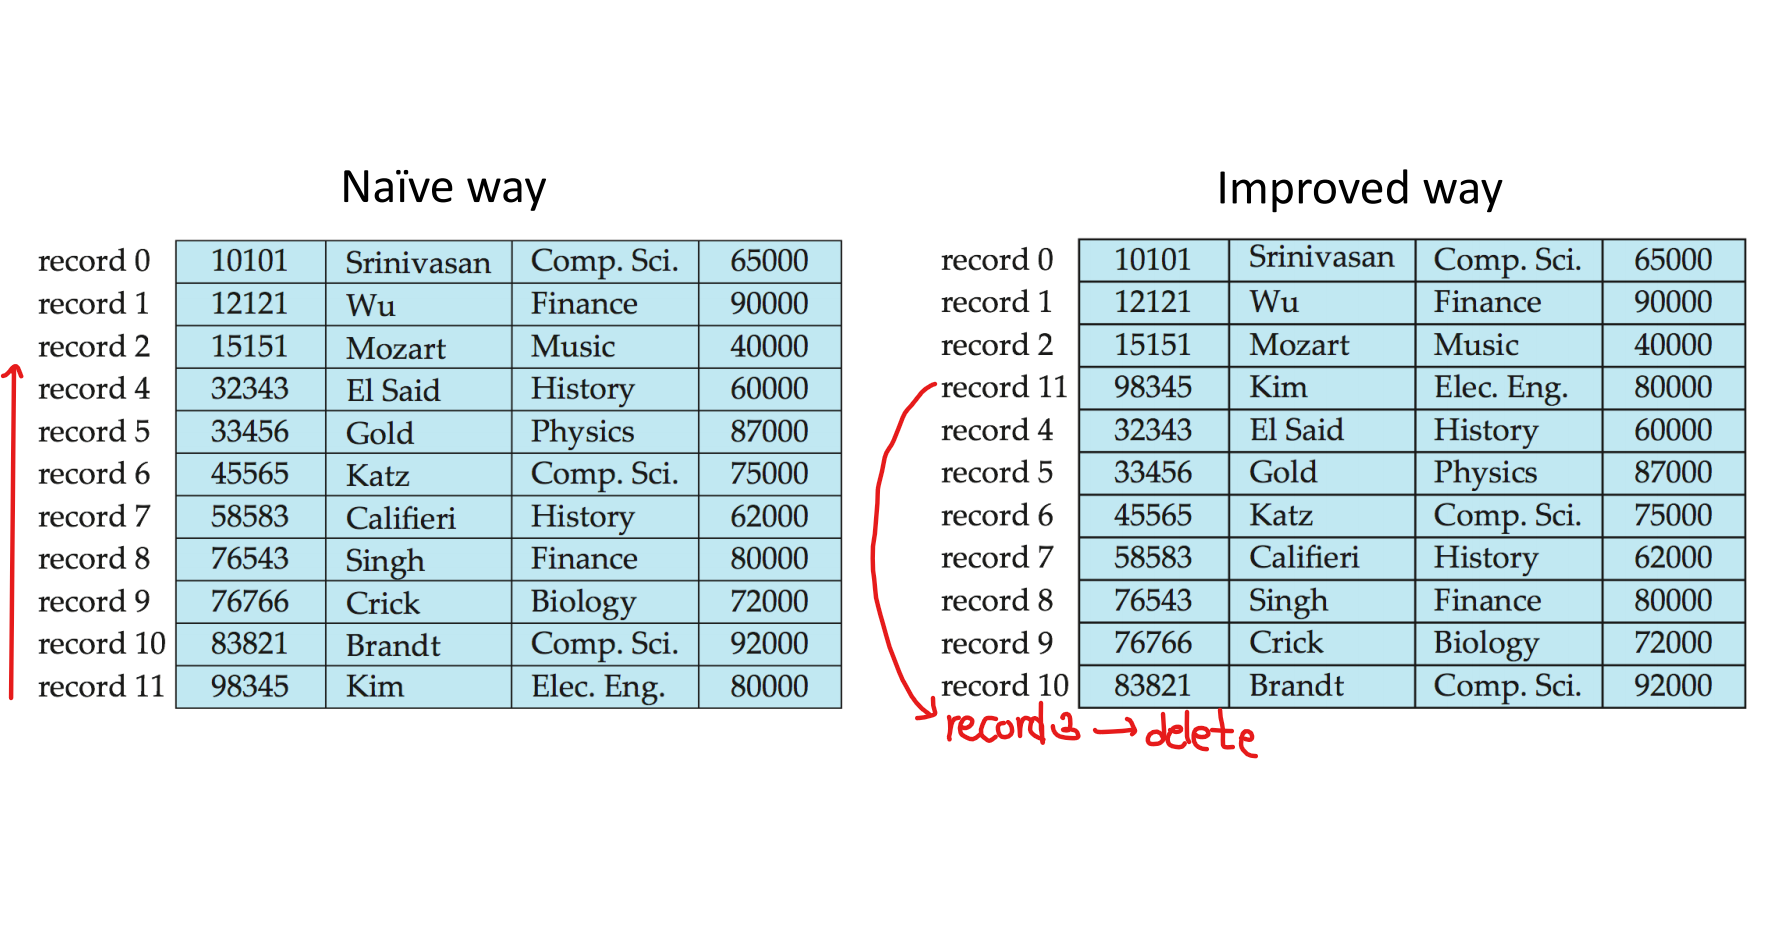 Naïve way
record 0 10101 Srinivasan Comp. Sci. 65000
record 1 12121 Wu Finance 90000
record 2 15151 Mozart Music 40000
record 4 32343 El Said History 60000
record 5 33456 Gold Physics 87000
record 6 45565 Katz Comp. Sci. 75000
record 7 58583 Califieri History 62000
record 8 76543 Singh Finance 80000
record 9 76766 Crick Biology 72000
record 10 83821 Brandt Comp. Sci. 92000
record 11 98345 Kim Elec. Eng. 80000
Improved way
record 0 10101 Srinivasan Comp. Sci. 65000
record 1 12121 Wu Finance 90000
record 2 15151 Mozart Music 40000
record 11 98345 Kim Elec. Eng. 80000
record 4 32343 El Said History 60000
record 5 33456 Gold Physics 87000
record 6 45565 Katz Comp. Sci. 75000
record 7 58583 Califieri History 62000
record 8 76543 Singh Finance 80000
record 9 76766 Crick Biology 72000
record 10 83821 Brandt Comp. Sci. 92000
record 3 → delete